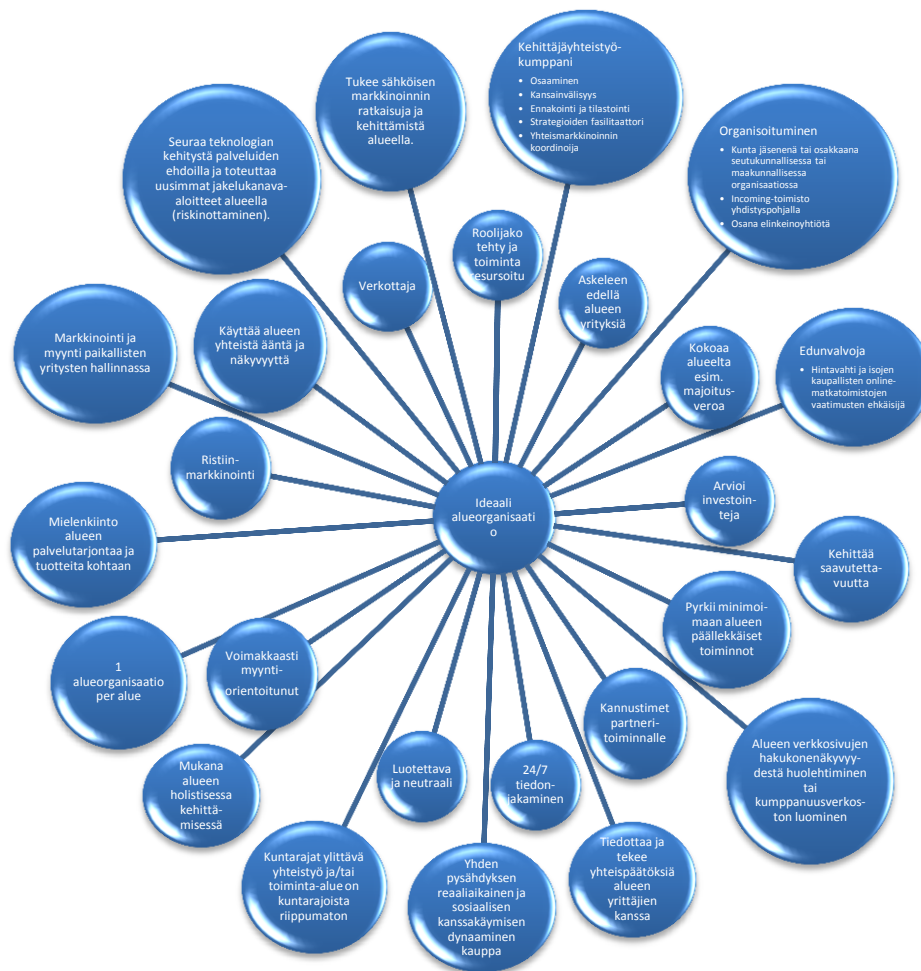 Kehittäjäyhteistyö-
kumppani
• Osaaminen
• Kansainvälisyys
• Ennakointi ja tilastointi
• Strategioiden fasilitaattori
• Yhteismarkkinoinnin
koordinoija
Tukee sähköisen
markkinoinnin
ratkaisuja ja
kehittämistä
alueella.
Organisoituminen
• Kunta jäsenenä tai osakkaana
seutukunnallisessa tai
maakunnallisessa
organisaatiossa
• Incoming-toimisto
yhdistyspohjalla
• Osana elinkeinoyhtiötä
Seuraa teknologian
kehitystä palveluiden
ehdoilla ja toteuttaa
uusimmat jakelukanava-
aloitteet alueella
(riskinottaminen).
Roolijako
tehty ja
toiminta
resursoitu
Verkottaja
Askeleen
edellä
alueen
yrityksiä
Markkinointi ja
myynti paikallisten
yritysten hallinnassa
Käyttää alueen
yhteistä ääntä ja
näkyvyyttä
Kokoaa
alueelta
esim.
majoitus-
veroa
Edunvalvoja
• Hintavahti ja isojen
kaupallisten online-
matkatoimistojen
vaatimusten ehkäisijä
Ristiin-
markkinointi
Ideaali
alueorganisaati
o
Arvioi
investoin-
teja
Mielenkiinto
alueen
palvelutarjontaa ja
tuotteita kohtaan
Kehittää
saavutetta-
vuutta
Pyrkii minimoi-
maan alueen
päällekkäiset
toiminnot
1
alueorganisaatio
per alue
Voimakkaasti
myynti-
orientoitunut
Kannustimet
partneri-
toiminnalle
Alueen verkkosivujen
hakukonenäkyvyy-
destä huolehtiminen
tai
kumppanuusverkos-
ton luominen
Mukana
alueen
holistisessa
kehittä-
misessä
Luotettava
ja neutraali
24/7
tiedon-
jakaminen
Kuntarajat ylittävä
yhteistyö ja/tai
toiminta-alue on
kuntarajoista
riippumaton
Yhden
pysähdyksen
reaaliaikainen ja
sosiaalisen
kanssakäymisen
dynaaminen
kauppa
Tiedottaa ja
tekee
yhteispäätöksiä
alueen
yrittäjien
kanssa